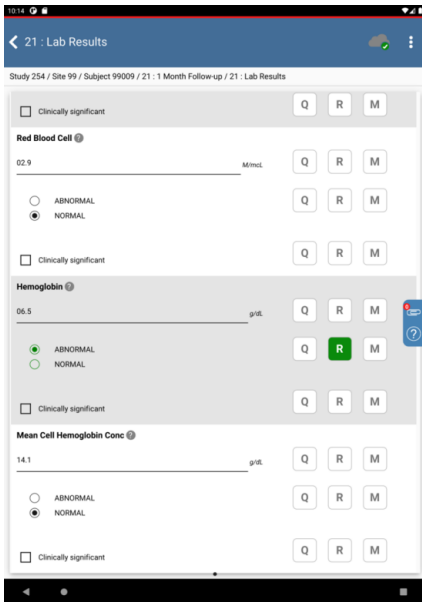 10:14
21 : Lab Results
Study 254 / Site 99 / Subject 99009 / 21 : 1 Month Follow-up / 21 : Lab Results
Clinically significant Q R M
Red Blood Cell ?
02.9 M/mcL Q R M
ABNORMAL Q R M
NORMAL
Clinically significant Q R M
Hemoglobin ?
06.5 g/dL Q R M
ABNORMAL Q R M
NORMAL
Clinically significant Q R M
Mean Cell Hemoglobin Conc ?
14.1 g/dL Q R M
ABNORMAL Q R M
NORMAL
Clinically significant Q R M